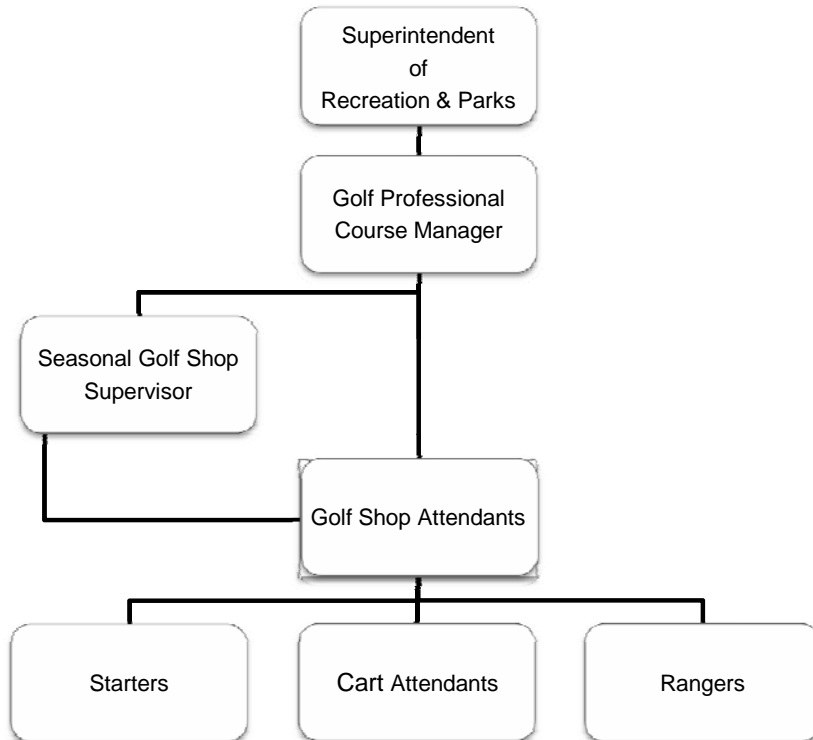 Superintendent
of
Recreation & Parks
Golf Professional
Course Manager
Seasonal Golf Shop
Supervisor
Golf Shop Attendants
Starters
Cart Attendants
Rangers